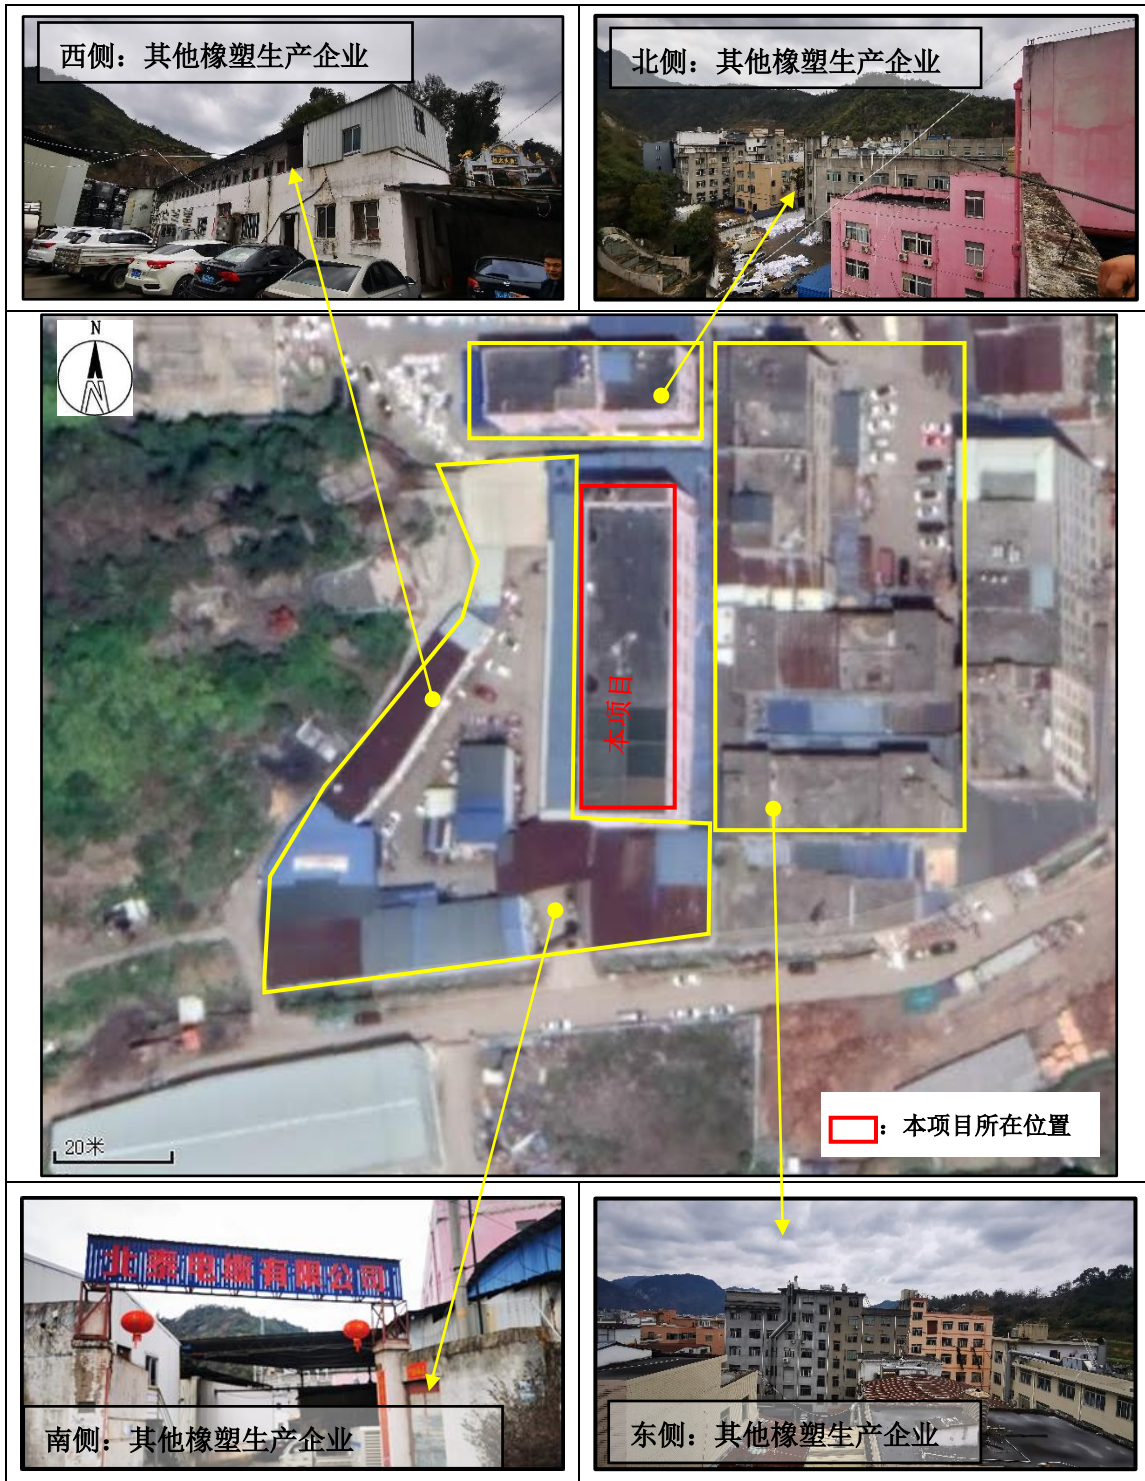 西侧：其他橡塑生产企业
北侧：其他橡塑生产企业
N
本项目
：本项目所在位置
20米
北泰电缆有限公司
南侧：其他橡塑生产企业
东侧：其他橡塑生产企业